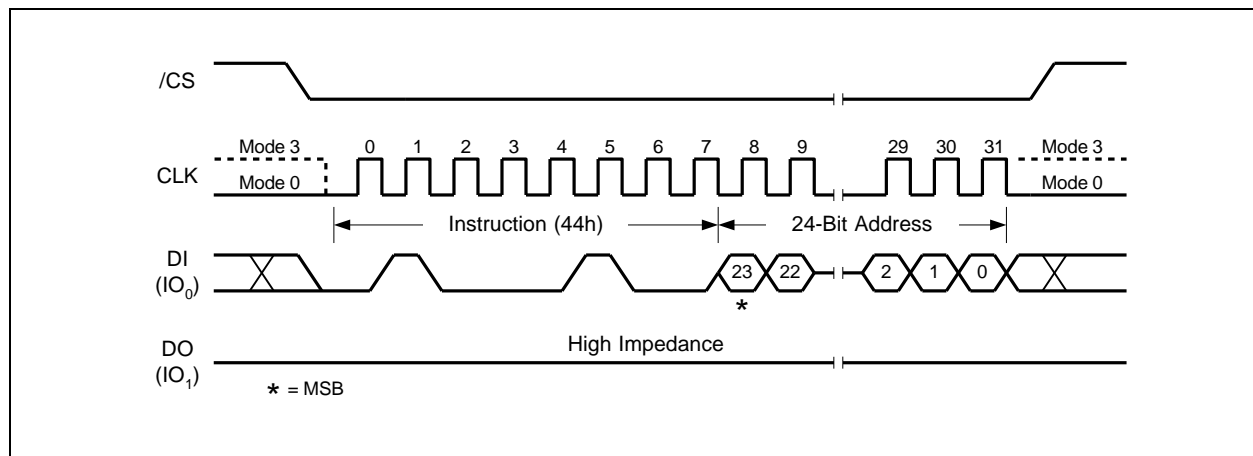 /CS
Mode 3
0 1 2 3 4 5 6 7 8 9 29 30 31
Mode 3
CLK
Mode 0
Mode 0
Instruction (44h)
24-Bit Address
DI
(IO0)
23 22 2 1 0
*
DO
(IO1)
High Impedance
* = MSB